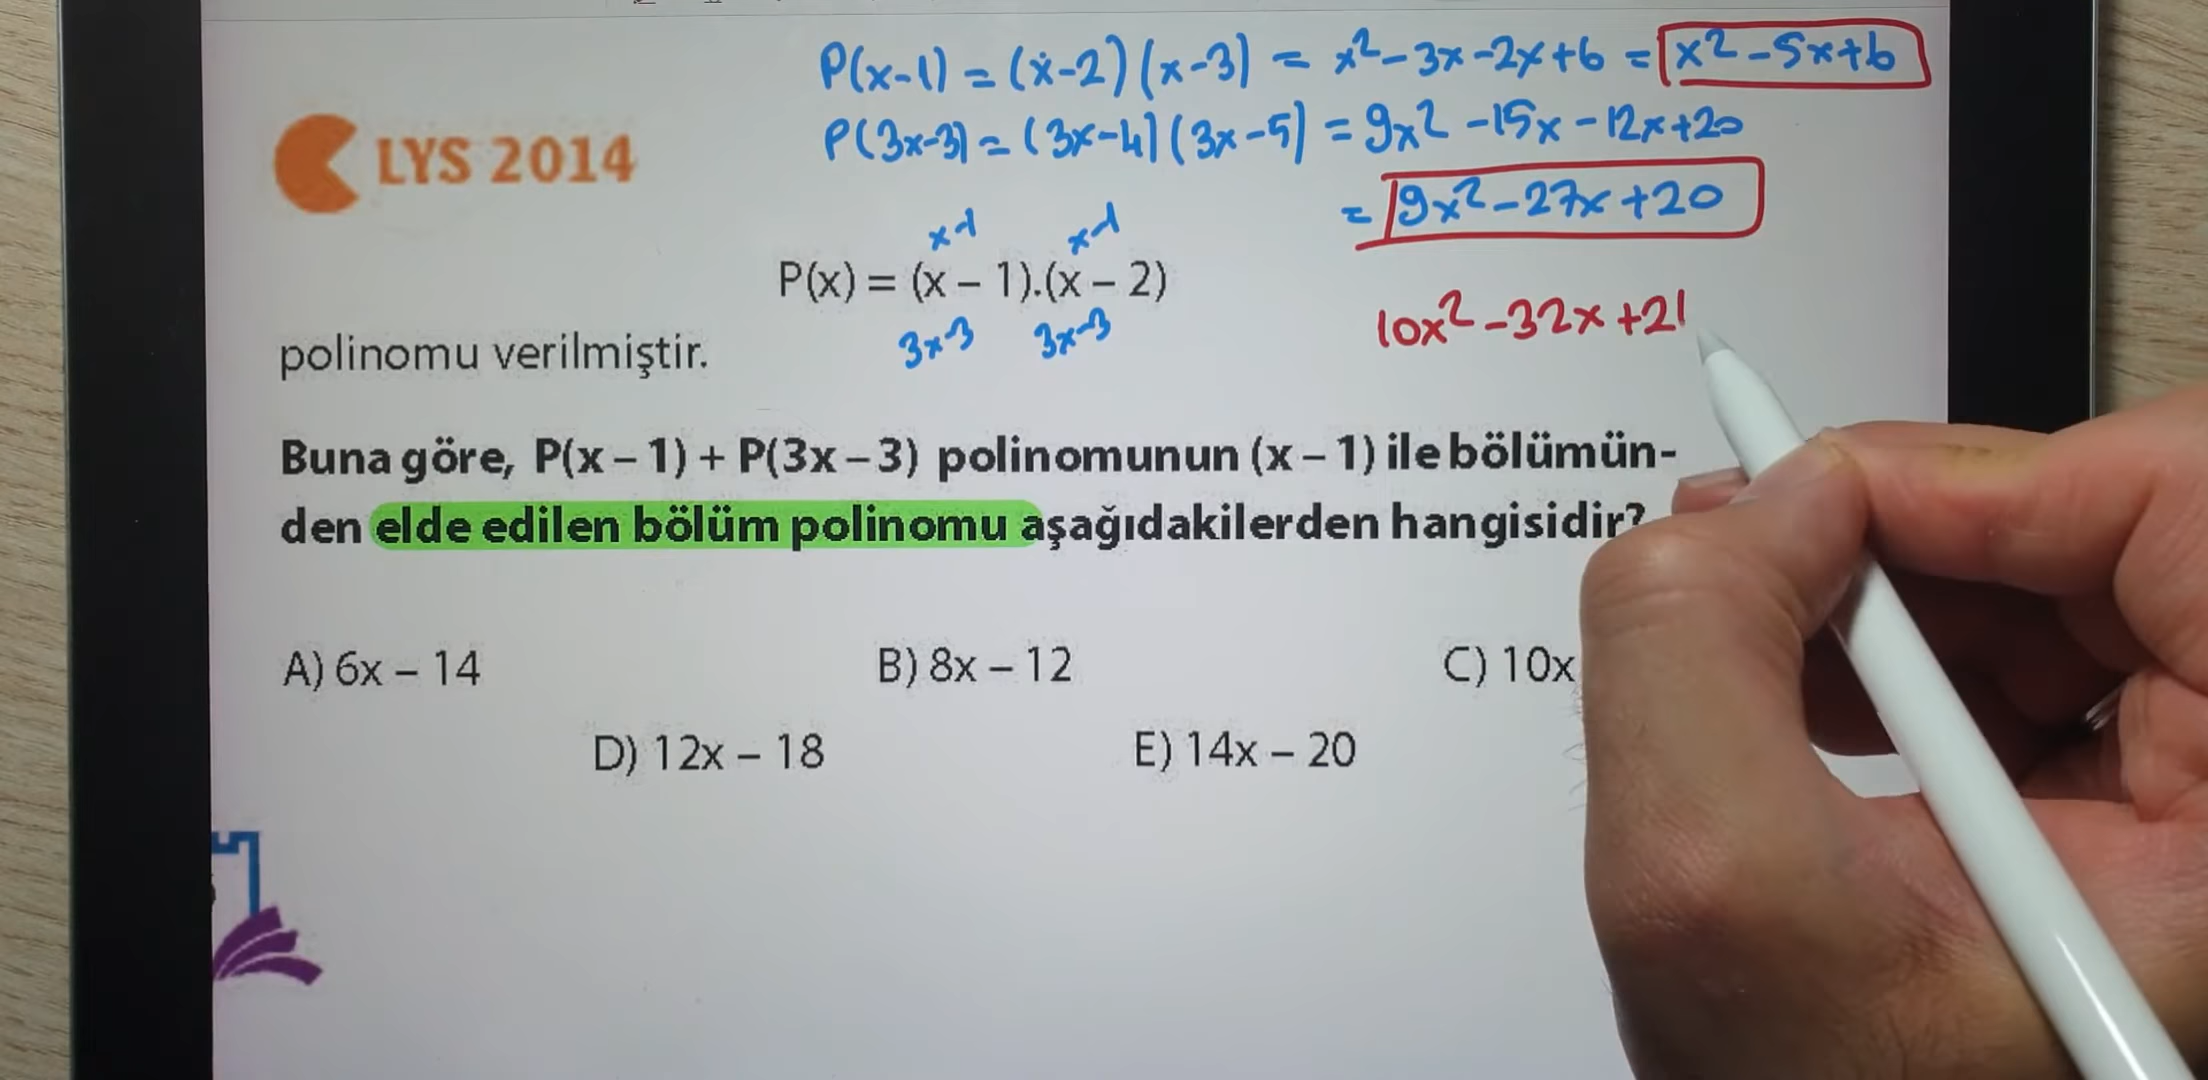 P(x-1) = (x-2)(x-3) = x²-3x-2x+6 = x²-5x+6
P(3x-3) = (3x-4)(3x-5) = 9x²-15x-12x+20
= 9x²-27x+20
LYS 2014
x-1 x-1
P(x) = (x – 1).(x – 2)
3x-3 3x-3
10x²-32x+21
polinomu verilmiştir.
Buna göre, P(x – 1) + P(3x – 3) polinomunun (x – 1) ile bölümün-
den elde edilen bölüm polinomu aşağıdakilerden hangisidir?
A) 6x – 14 B) 8x – 12 C) 10x
D) 12x – 18 E) 14x – 20